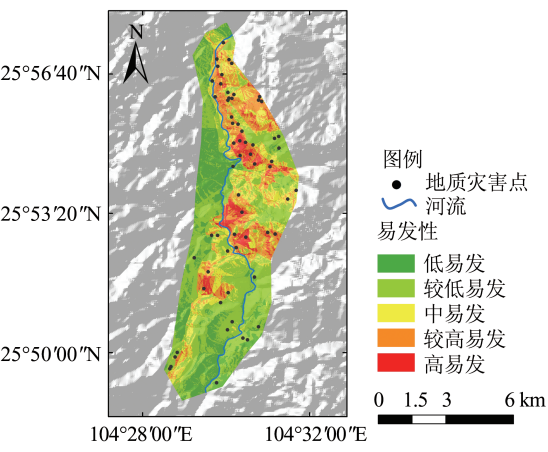 N
25°56′40″N
25°53′20″N
25°50′00″N
104°28′00″E
104°32′00″E
图例
地质灾害点
河流
易发性
低易发
较低易发
中易发
较高易发
高易发
0 1.5 3 6 km